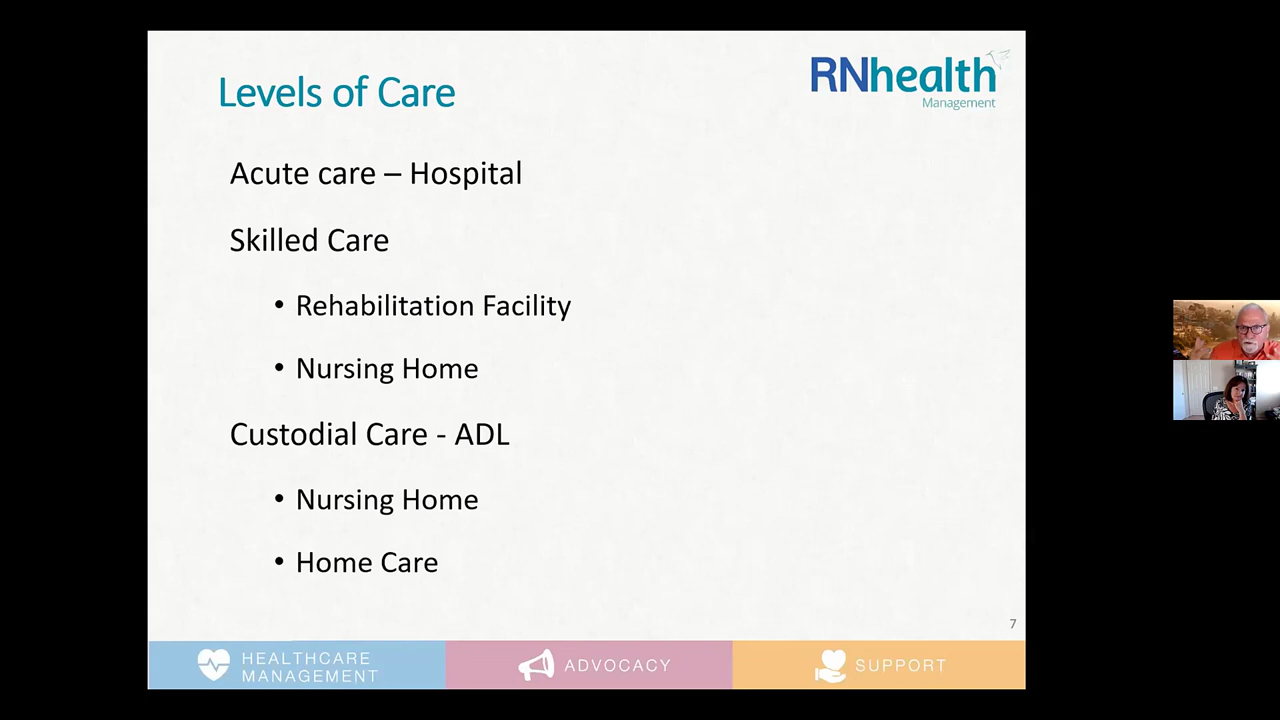 Levels of Care
RNhealth
Management
Acute care – Hospital
Skilled Care
• Rehabilitation Facility
• Nursing Home
Custodial Care - ADL
• Nursing Home
• Home Care
7
HEALTHCARE
MANAGEMENT
ADVOCACY
SUPPORT